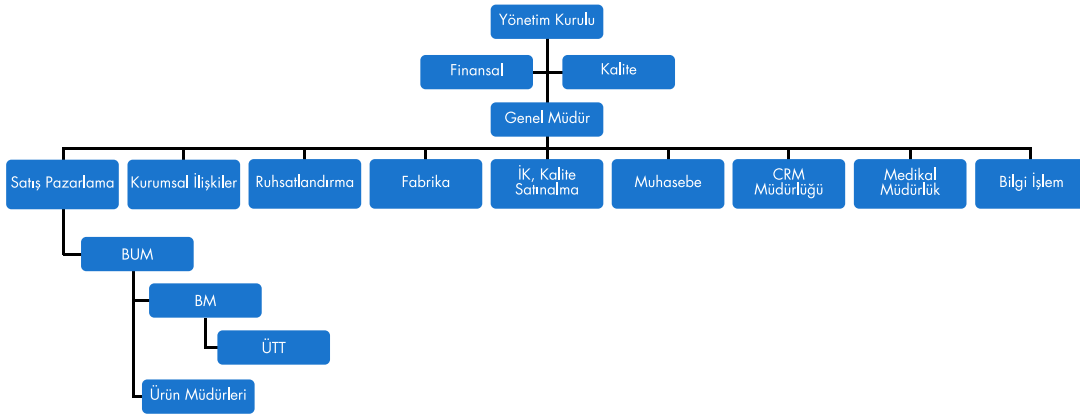 Yönetim Kurulu
Finansal
Kalite
Genel Müdür
Satış Pazarlama
Kurumsal İlişkiler
Ruhsatlandırma
Fabrika
İK, Kalite
Satınalma
Muhasebe
CRM
Müdürlüğü
Medikal
Müdürlük
Bilgi İşlem
BUM
BM
ÜTT
Ürün Müdürleri